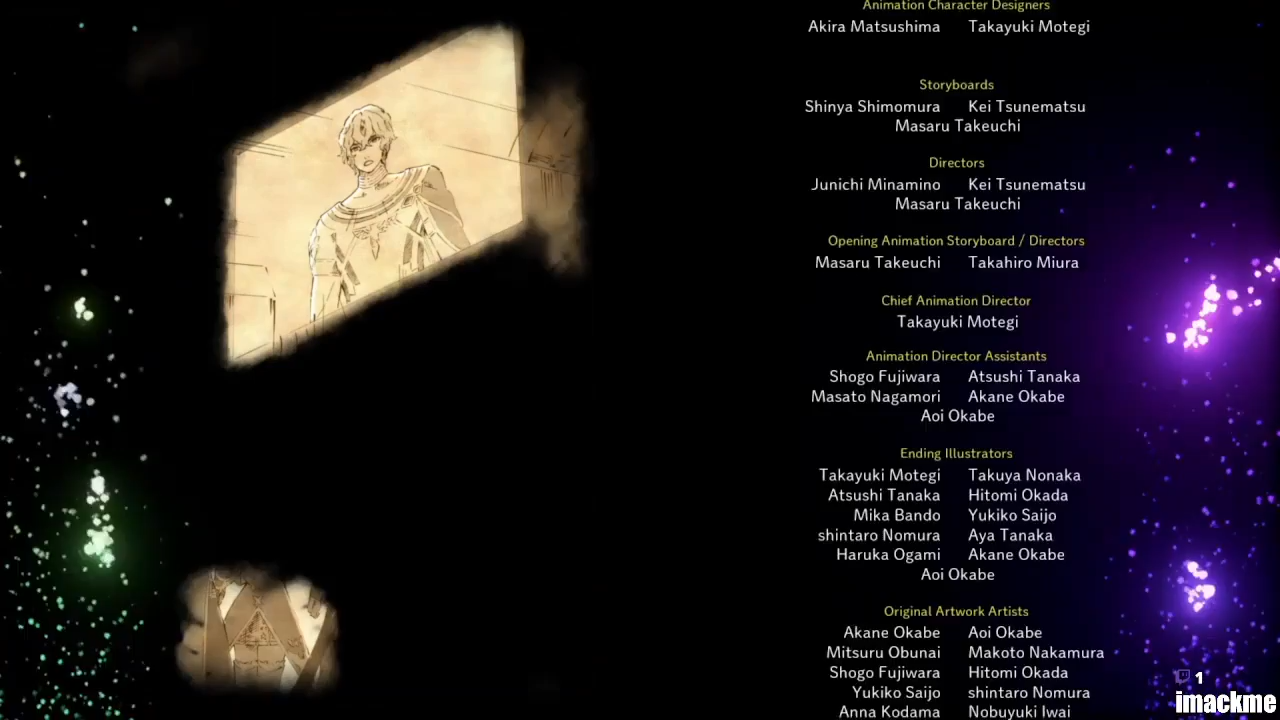 Animation Character Designers
Akira Matsushima Takayuki Motegi
Storyboards
Shinya Shimomura Kei Tsunematsu
Masaru Takeuchi
Directors
Junichi Minamino Kei Tsunematsu
Masaru Takeuchi
Opening Animation Storyboard / Directors
Masaru Takeuchi Takahiro Miura
Chief Animation Director
Takayuki Motegi
Animation Director Assistants
Shogo Fujiwara Atsushi Tanaka
Masato Nagamori Akane Okabe
Aoi Okabe
Ending Illustrators
Takayuki Motegi Takuya Nonaka
Atsushi Tanaka Hitomi Okada
Mika Bando Yukiko Saijo
shintaro Nomura Aya Tanaka
Haruka Ogami Akane Okabe
Aoi Okabe
Original Artwork Artists
Akane Okabe Aoi Okabe
Mitsuru Obunai Makoto Nakamura
Shogo Fujiwara Hitomi Okada
Yukiko Saijo shintaro Nomura
Anna Kodama Nobuyuki Iwai
1
imackme